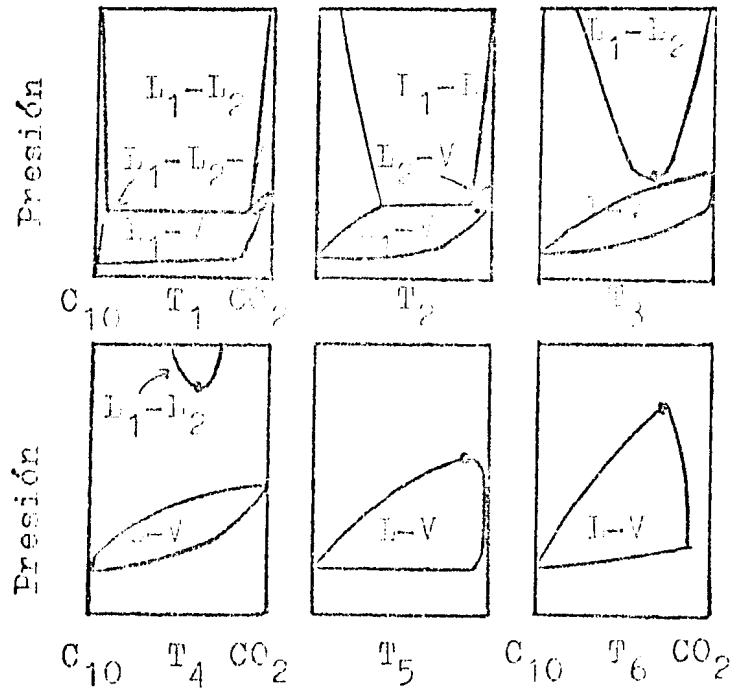 L₁-L₂
L₁-L₂-
L₁-
L₁-L
L₂-V
L₁-V
L₁-L₂
Presión
C₁₀ T₁ CO₂
T₂
T₃
L₁-L₂
L-V
L-V
L-V
Presión
C₁₀ T₄ CO₂
T₅
C₁₀ T₆ CO₂